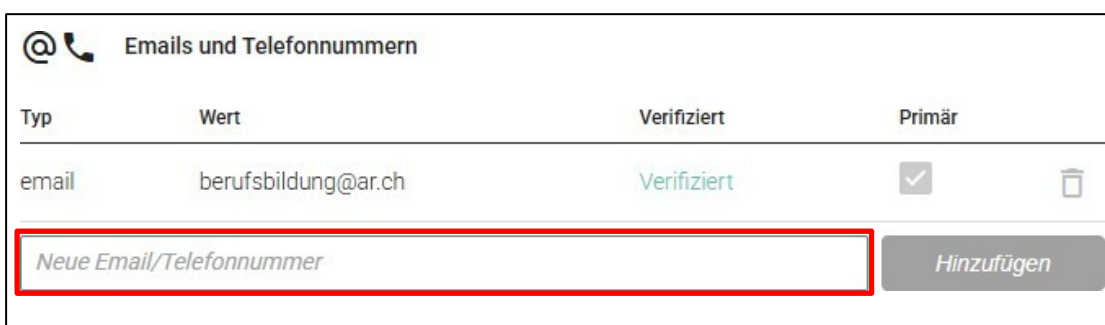 Emails und Telefonnummern
Typ Wert Verifiziert Primär
email berufsbildung@ar.ch Verifiziert
Neue Email/Telefonnummer Hinzufügen